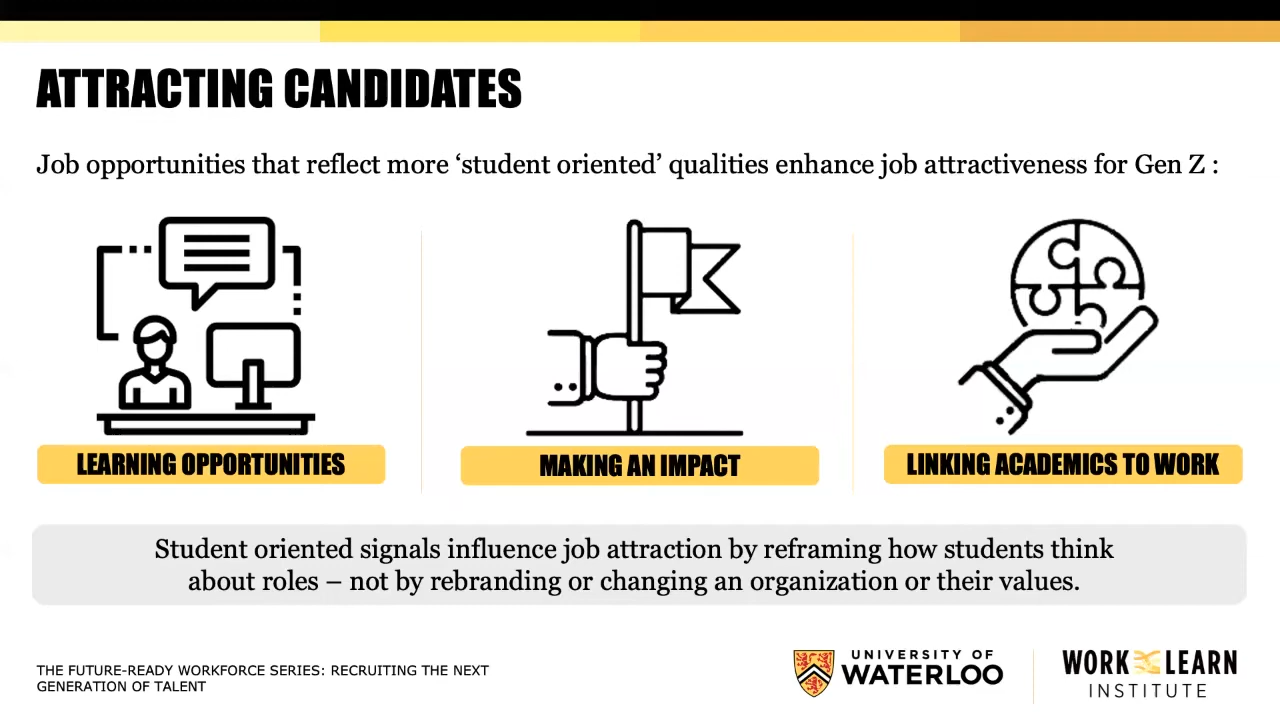 ATTRACTING CANDIDATES
Job opportunities that reflect more ‘student oriented’ qualities enhance job attractiveness for Gen Z :
LEARNING OPPORTUNITIES
MAKING AN IMPACT
LINKING ACADEMICS TO WORK
Student oriented signals influence job attraction by reframing how students think
about roles – not by rebranding or changing an organization or their values.
THE FUTURE-READY WORKFORCE SERIES: RECRUITING THE NEXT
GENERATION OF TALENT
UNIVERSITY OF
WATERLOO
WORK LEARN
INSTITUTE